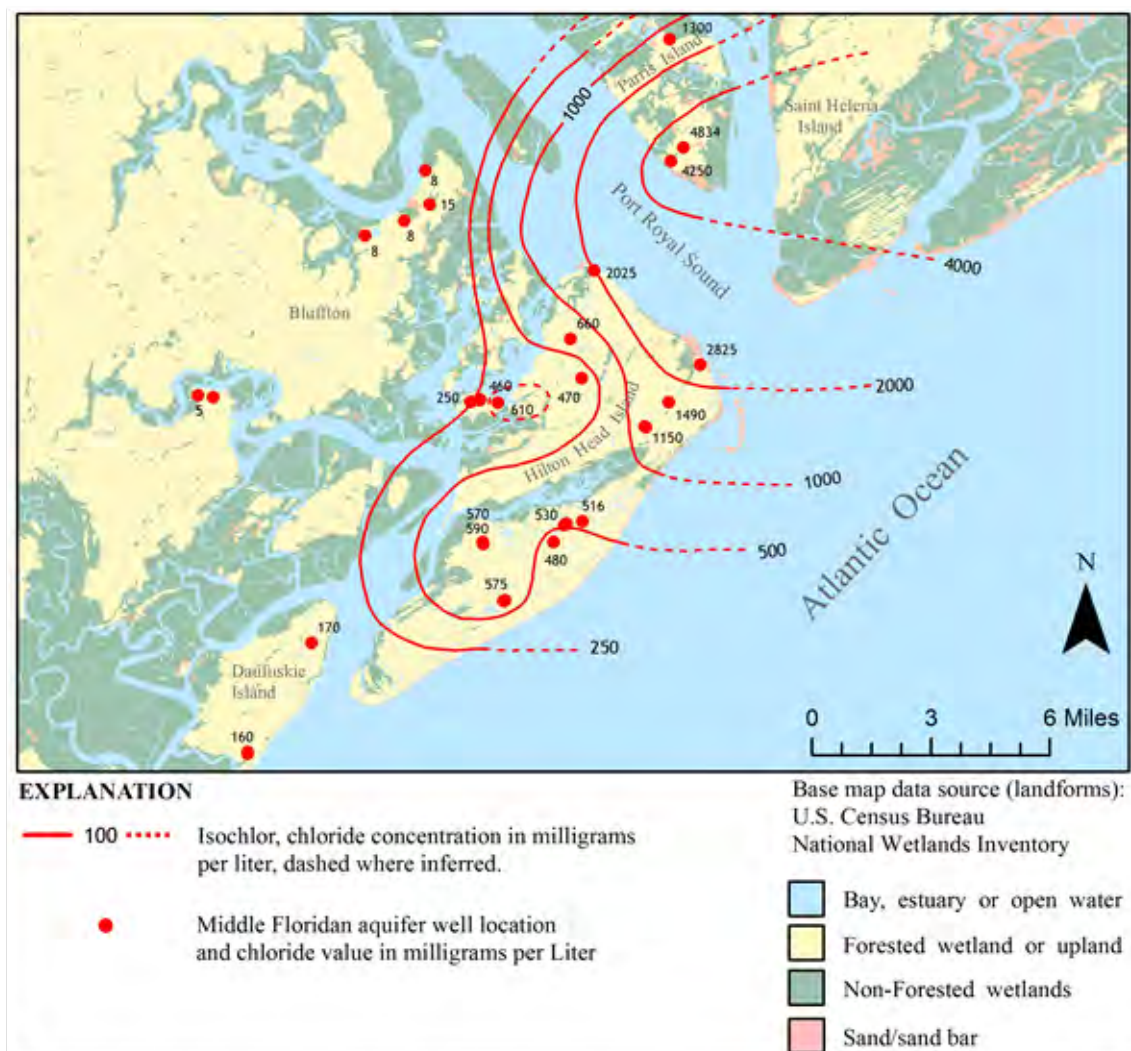 1300
Parris Island
1000
Saint Helena
Island
4834
4250
8
15
8
8
Port Royal Sound
4000
2025
Bluffton
660
2825
2000
250
460
610
470
5
1490
1150
Hilton Head Island
1000
570
590
530
516
480
500
575
Atlantic Ocean
N
170
250
Daufuskie
Island
160
0 3 6 Miles
EXPLANATION
100
Isochlor, chloride concentration in milligrams
per liter, dashed where inferred.
Middle Floridan aquifer well location
and chloride value in milligrams per Liter
Base map data source (landforms):
U.S. Census Bureau
National Wetlands Inventory
Bay, estuary or open water
Forested wetland or upland
Non-Forested wetlands
Sand/sand bar